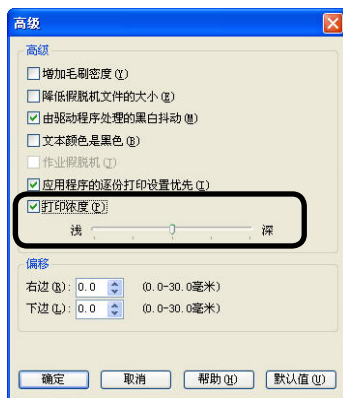 高级
高级
增加毛刷密度(Y)
降低假脱机文件的大小(E)
由驱动程序处理的黑白抖动(M)
文本颜色是黑色(B)
作业假脱机(J)
应用程序的逐份打印设置优先(I)
打印浓度(P)
浅 深
偏移
右边(R): 0.0 (0.0-30.0毫米)
下边(L): 0.0 (0.0-30.0毫米)
确定 取消 帮助(H) 默认值(U)